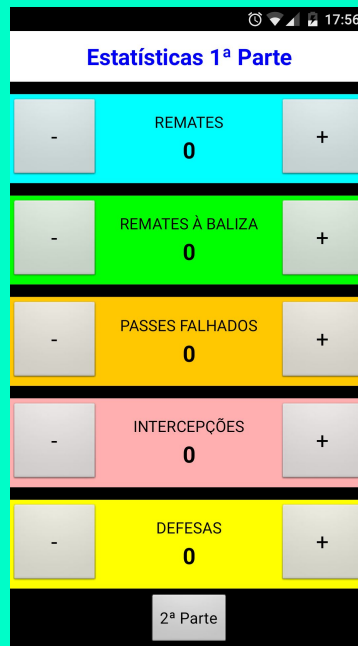 17:56
Estatísticas 1ª Parte
- REMATES +
0
- REMATES À BALIZA +
0
- PASSES FALHADOS +
0
- INTERCEPÇÕES +
0
- DEFESAS +
0
2ª Parte